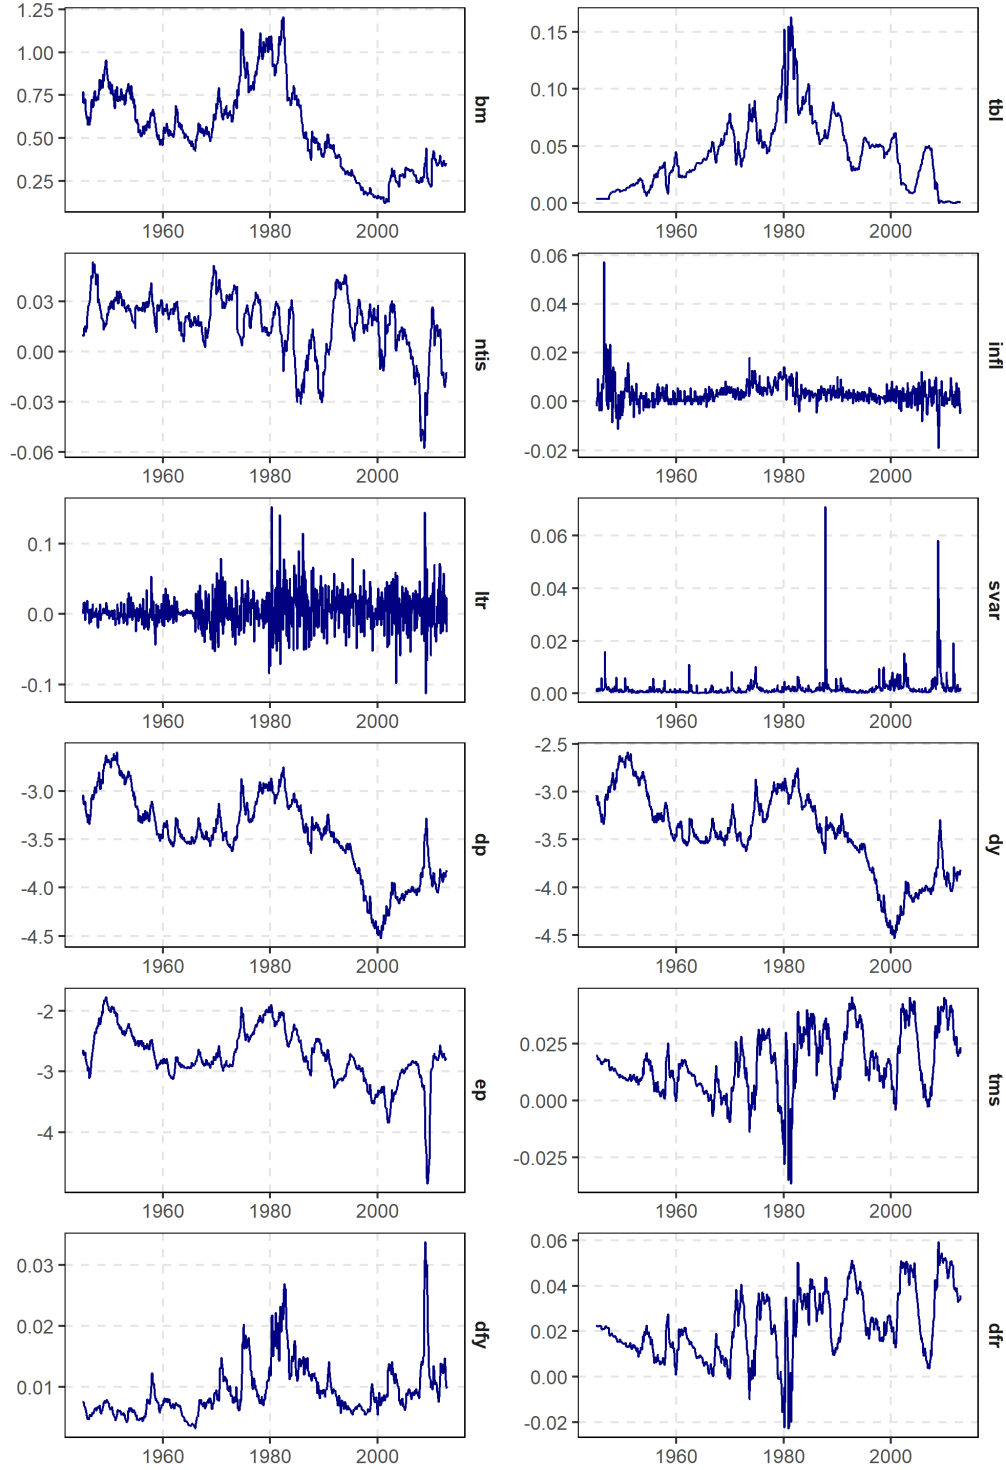 1.25
1.00
0.75
0.50
0.25
1960 1980 2000
bm
0.15
0.10
0.05
0.00
1960 1980 2000
tbl
0.03
0.00
-0.03
-0.06
1960 1980 2000
ntis
0.06
0.04
0.02
0.00
-0.02
1960 1980 2000
infl
0.1
0.0
-0.1
1960 1980 2000
ltr
0.06
0.04
0.02
0.00
1960 1980 2000
svar
-3.0
-3.5
-4.0
-4.5
1960 1980 2000
dp
-2.5
-3.0
-3.5
-4.0
-4.5
1960 1980 2000
dy
-2
-3
-4
1960 1980 2000
ep
0.025
0.000
-0.025
1960 1980 2000
tms
0.03
0.02
0.01
1960 1980 2000
dfy
0.06
0.04
0.02
0.00
-0.02
1960 1980 2000
dfr